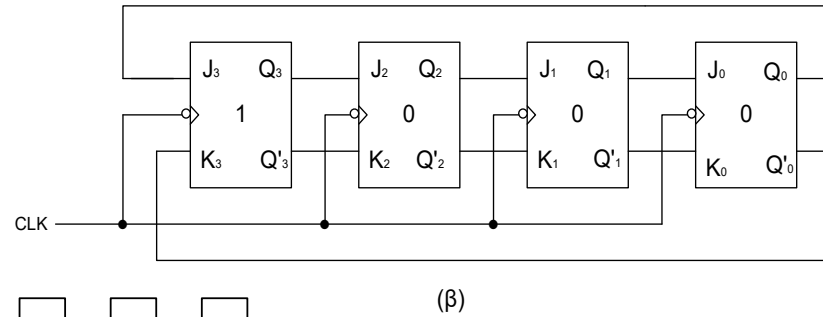 J₃ Q₃ J₂ Q₂ J₁ Q₁ J₀ Q₀
1 0 0 0
K₃ Q'₃ K₂ Q'₂ K₁ Q'₁ K₀ Q'₀
CLK
(β)